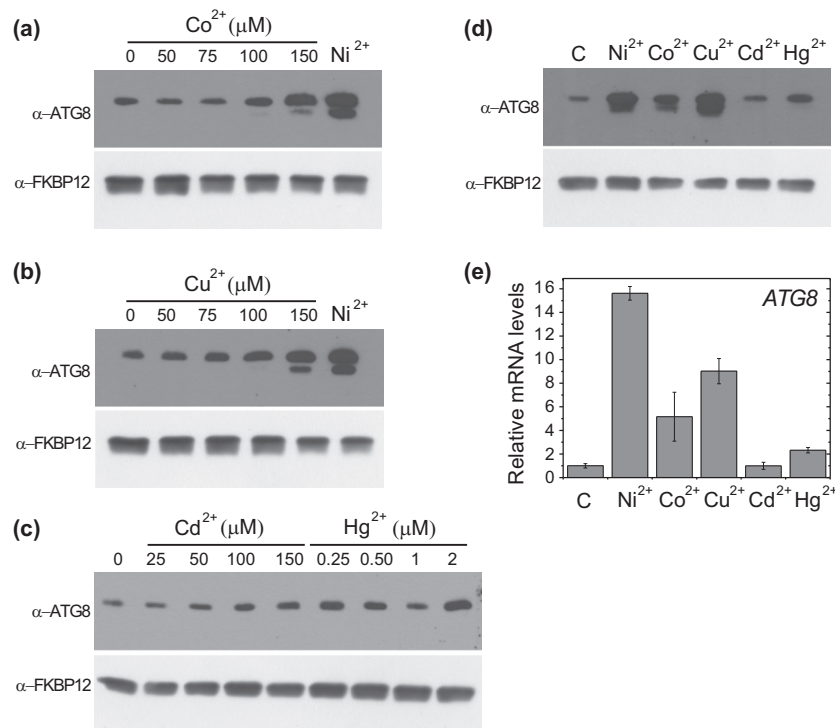 (a)
Co²⁺ (μM)
0 50 75 100 150 Ni²⁺
α–ATG8
α–FKBP12
(b)
Cu²⁺ (μM)
0 50 75 100 150 Ni²⁺
α–ATG8
α–FKBP12
(c)
Cd²⁺ (μM) Hg²⁺ (μM)
0 25 50 100 150 0.25 0.50 1 2
α–ATG8
α–FKBP12
(d)
C Ni²⁺ Co²⁺ Cu²⁺ Cd²⁺ Hg²⁺
α–ATG8
α–FKBP12
(e)
ATG8
Relative mRNA levels
16
14
12
10
8
6
4
2
0
C Ni²⁺ Co²⁺ Cu²⁺ Cd²⁺ Hg²⁺